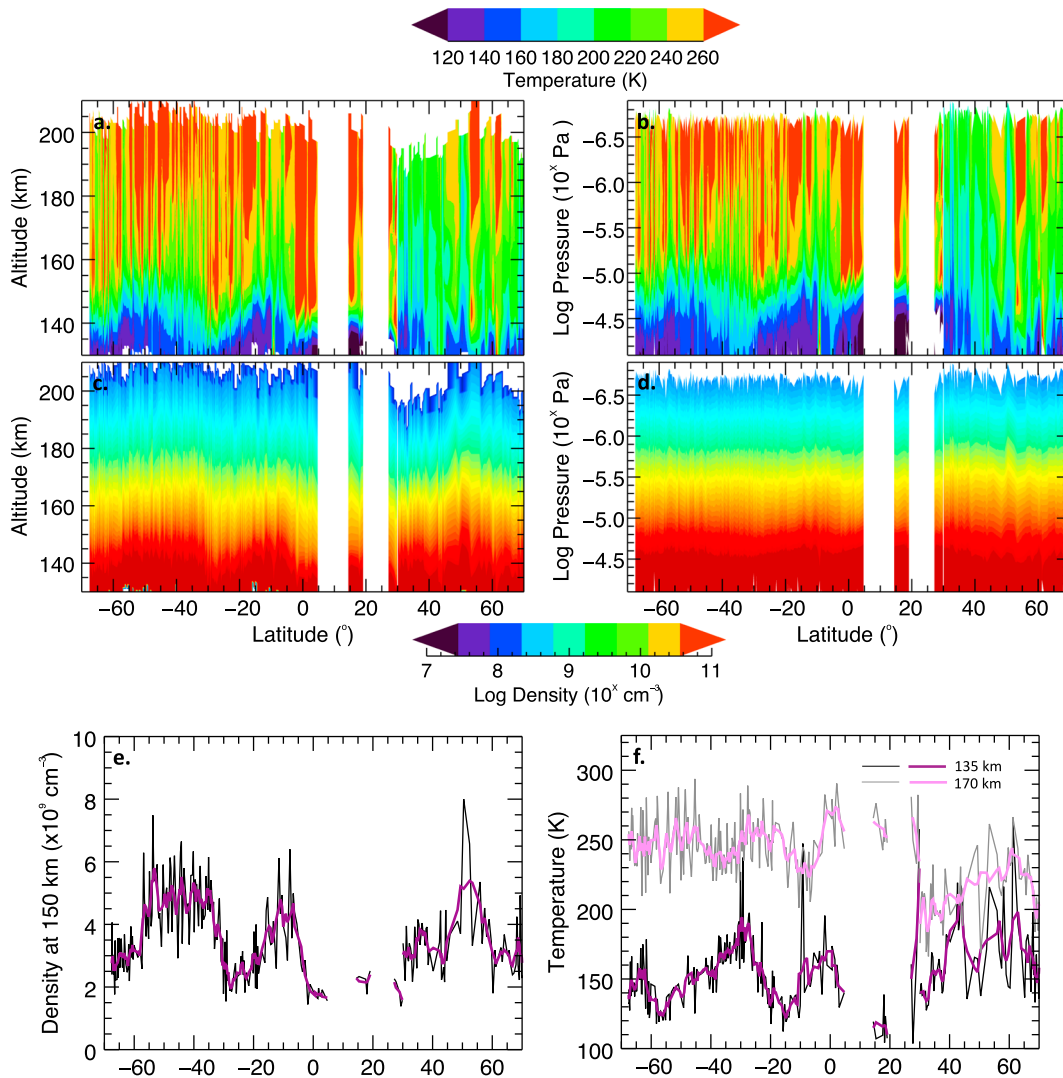 120 140 160 180 200 220 240 260
Temperature (K)
a.
200
180
160
140
Altitude (km)
b.
−6.5
−6.0
−5.5
−5.0
−4.5
Log Pressure (10ˣ Pa)
c.
200
180
160
140
Altitude (km)
−60 −40 −20 0 20 40 60
Latitude (°)
d.
−6.5
−6.0
−5.5
−5.0
−4.5
Log Pressure (10ˣ Pa)
−60 −40 −20 0 20 40 60
Latitude (°)
7 8 9 10 11
Log Density (10ˣ cm⁻³)
e.
10
8
6
4
2
0
Density at 150 km (x10⁹ cm⁻³)
−60 −40 −20 0 20 40 60
f.
135 km
170 km
300
250
200
150
100
Temperature (K)
−60 −40 −20 0 20 40 60